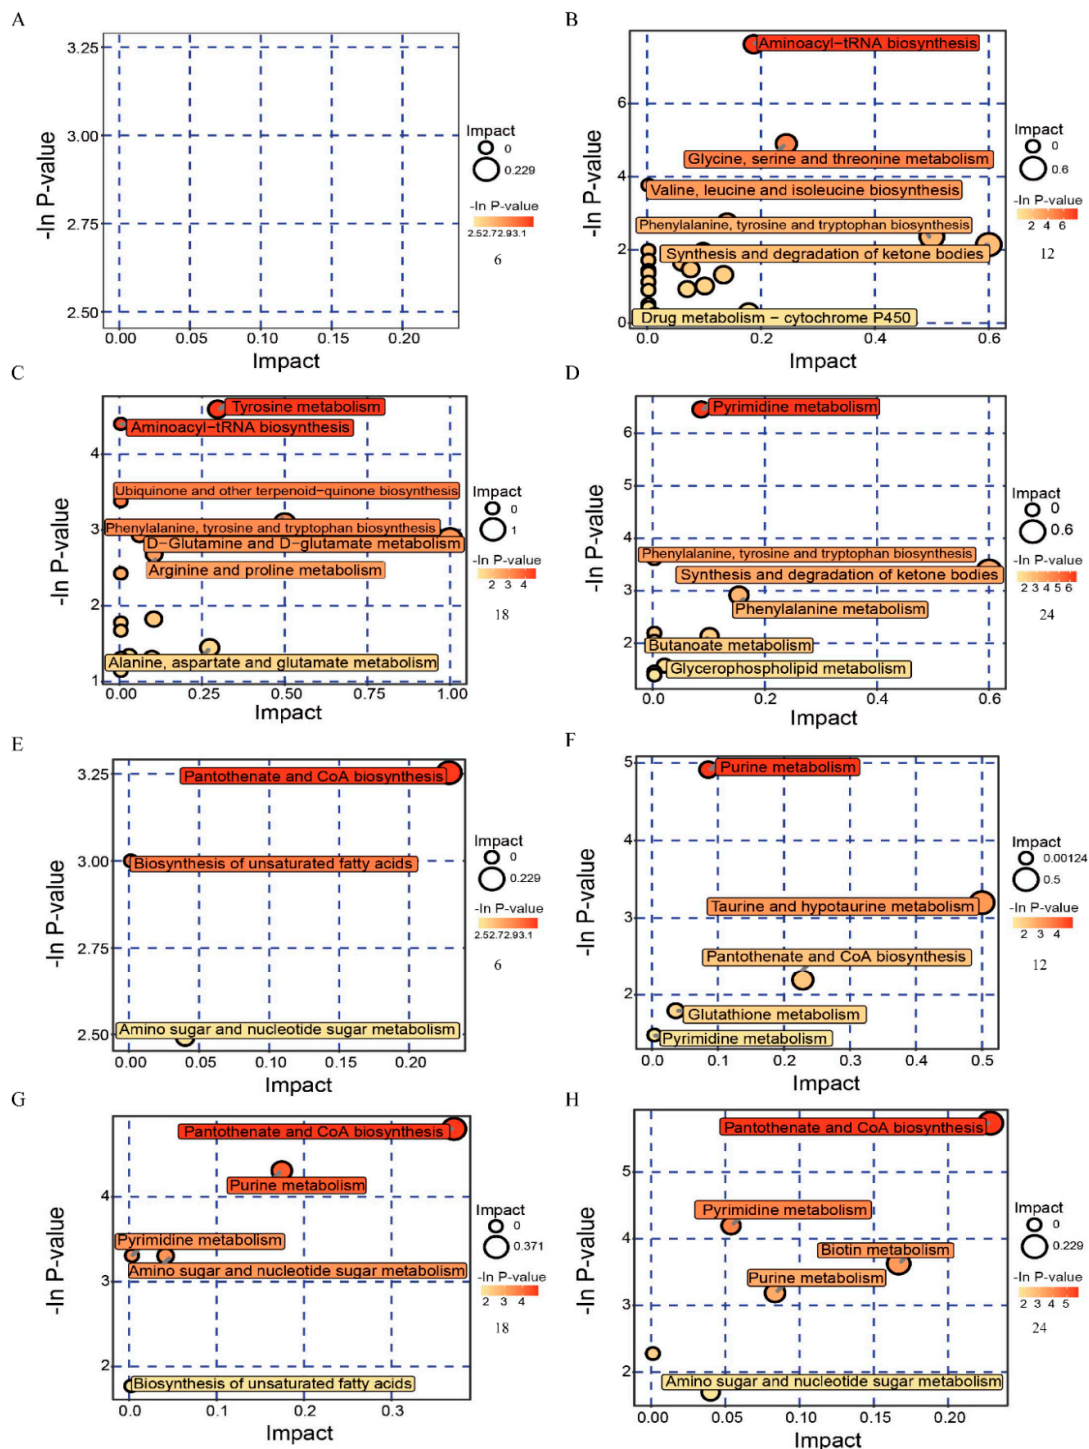 A
3.25
3.00
2.75
2.50
-ln P-value
0.00 0.05 0.10 0.15 0.20
Impact
Impact
0
0.229
-ln P-value
2.52.72.93.1
6
B
Aminoacyl−tRNA biosynthesis
Glycine, serine and threonine metabolism
Valine, leucine and isoleucine biosynthesis
Phenylalanine, tyrosine and tryptophan biosynthesis
Synthesis and degradation of ketone bodies
Drug metabolism − cytochrome P450
6
4
2
0
-ln P-value
0.0 0.2 0.4 0.6
Impact
Impact
0
0.6
-ln P-value
2 4 6
12
C
Tyrosine metabolism
Aminoacyl−tRNA biosynthesis
Ubiquinone and other terpenoid−quinone biosynthesis
Phenylalanine, tyrosine and tryptophan biosynthesis
D−Glutamine and D−glutamate metabolism
Arginine and proline metabolism
Alanine, aspartate and glutamate metabolism
4
3
2
1
-ln P-value
0.00 0.25 0.50 0.75 1.00
Impact
Impact
0
1
-ln P-value
2 3 4
18
D
Pyrimidine metabolism
Phenylalanine, tyrosine and tryptophan biosynthesis
Synthesis and degradation of ketone bodies
Phenylalanine metabolism
Butanoate metabolism
Glycerophospholipid metabolism
6
5
4
3
2
-ln P-value
0.0 0.2 0.4 0.6
Impact
Impact
0
0.6
-ln P-value
2 3 4 5 6
24
E
Pantothenate and CoA biosynthesis
Biosynthesis of unsaturated fatty acids
Amino sugar and nucleotide sugar metabolism
3.25
3.00
2.75
2.50
-ln P-value
0.00 0.05 0.10 0.15 0.20
Impact
Impact
0
0.229
-ln P-value
2.52.72.93.1
6
F
Purine metabolism
Taurine and hypotaurine metabolism
Pantothenate and CoA biosynthesis
Glutathione metabolism
Pyrimidine metabolism
5
4
3
2
-ln P-value
0.0 0.1 0.2 0.3 0.4 0.5
Impact
Impact
0.00124
0.5
-ln P-value
2 3 4
12
G
Pantothenate and CoA biosynthesis
Purine metabolism
Pyrimidine metabolism
Amino sugar and nucleotide sugar metabolism
Biosynthesis of unsaturated fatty acids
4
3
2
-ln P-value
0.0 0.1 0.2 0.3
Impact
Impact
0
0.371
-ln P-value
2 3 4
18
H
Pantothenate and CoA biosynthesis
Pyrimidine metabolism
Biotin metabolism
Purine metabolism
Amino sugar and nucleotide sugar metabolism
5
4
3
2
-ln P-value
0.00 0.05 0.10 0.15 0.20
Impact
Impact
0
0.229
-ln P-value
2 3 4 5
24